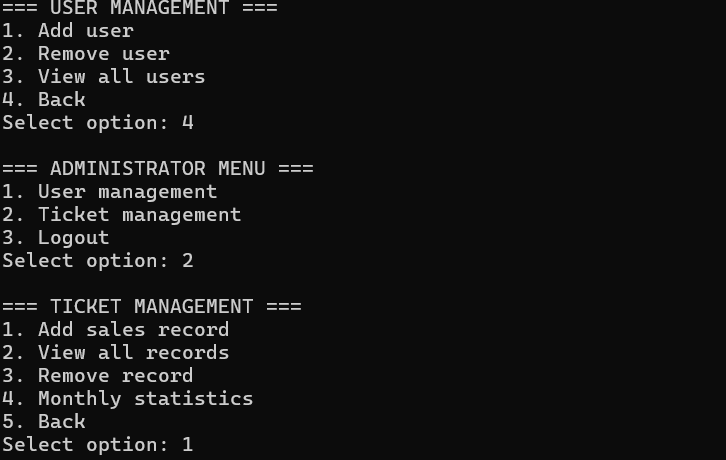 === USER MANAGEMENT ===
1. Add user
2. Remove user
3. View all users
4. Back
Select option: 4
=== ADMINISTRATOR MENU ===
1. User management
2. Ticket management
3. Logout
Select option: 2
=== TICKET MANAGEMENT ===
1. Add sales record
2. View all records
3. Remove record
4. Monthly statistics
5. Back
Select option: 1